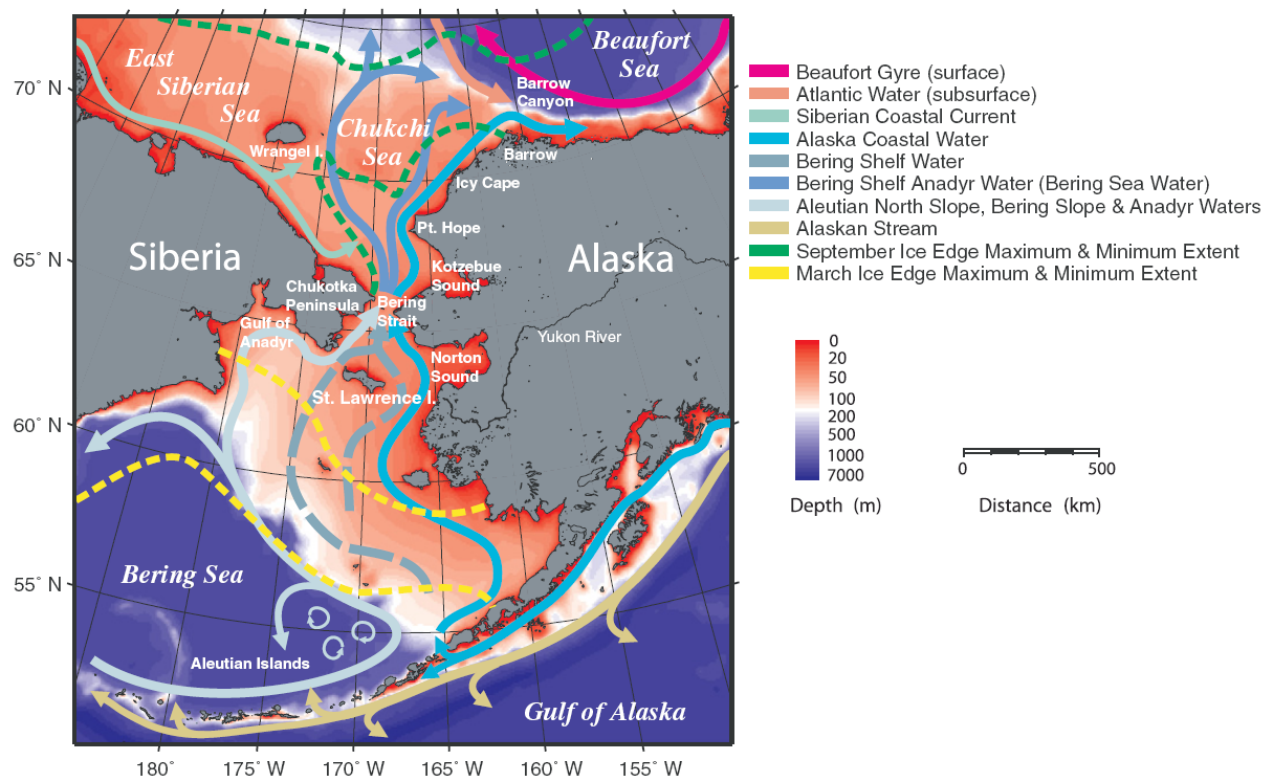 East
Siberian
Sea
Beaufort
Sea
Barrow
Canyon
Chukchi
Sea
Wrangel I.
Barrow
Icy Cape
Pt. Hope
Siberia
Alaska
Kotzebue
Sound
Chukotka
Peninsula
Bering
Strait
Gulf of
Anadyr
Yukon River
Norton
Sound
St. Lawrence I.
Bering Sea
Aleutian Islands
Gulf of Alaska
70° N
65° N
60° N
55° N
180°
175° W
170° W
165° W
160° W
155° W
Beaufort Gyre (surface)
Atlantic Water (subsurface)
Siberian Coastal Current
Alaska Coastal Water
Bering Shelf Water
Bering Shelf Anadyr Water (Bering Sea Water)
Aleutian North Slope, Bering Slope & Anadyr Waters
Alaskan Stream
September Ice Edge Maximum & Minimum Extent
March Ice Edge Maximum & Minimum Extent
0
20
50
100
200
500
1000
7000
Depth (m)
0 500
Distance (km)